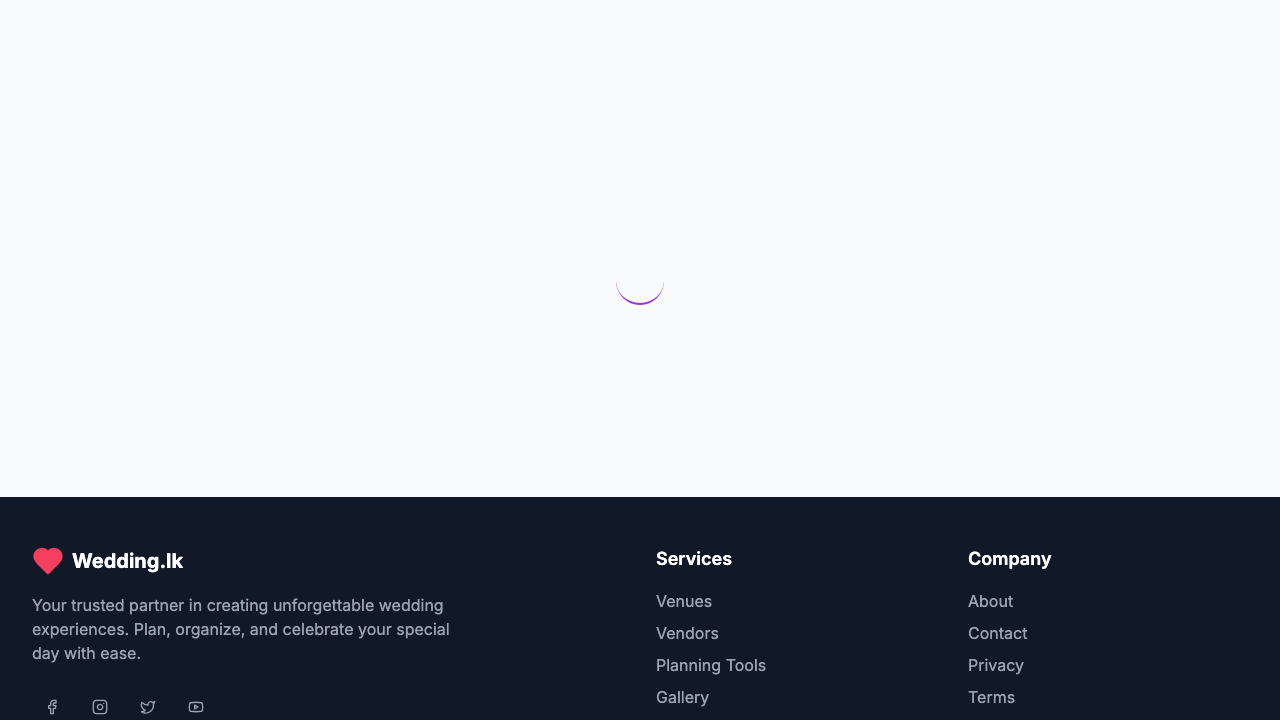 Wedding.lk
Your trusted partner in creating unforgettable wedding
experiences. Plan, organize, and celebrate your special
day with ease.
Services
Venues
Vendors
Planning Tools
Gallery
Company
About
Contact
Privacy
Terms